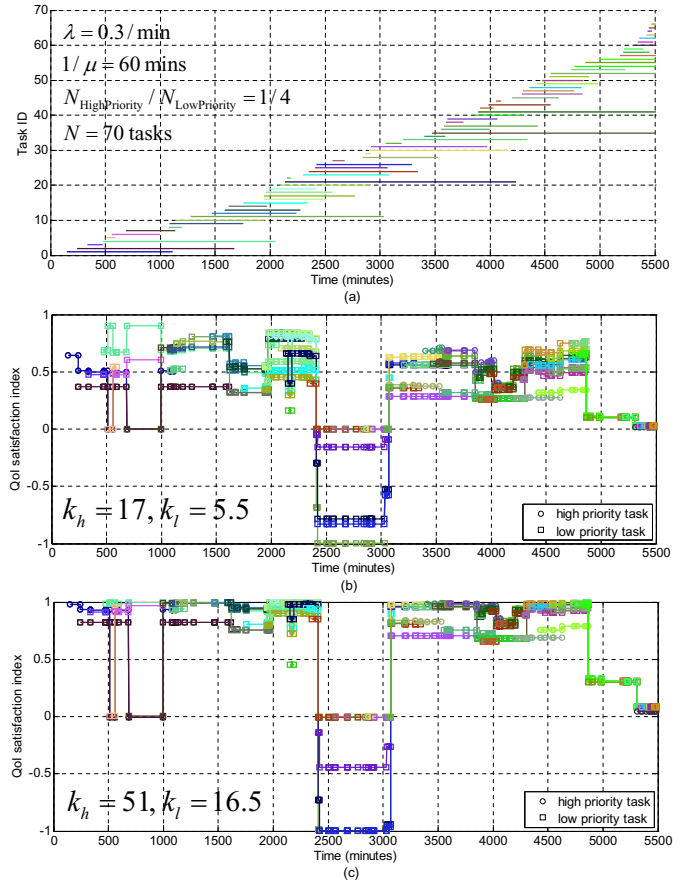 70
60
50
40
30
20
10
0
Task ID
λ = 0.3 / min
1 / μ = 60 mins
N_HighPriority / N_LowPriority = 1/4
N = 70 tasks
0 500 1000 1500 2000 2500 3000 3500 4000 4500 5000 5500
Time (minutes)
(a)
1
0.5
0
-0.5
-1
QoI satisfaction index
k_h = 17, k_l = 5.5
high priority task
low priority task
0 500 1000 1500 2000 2500 3000 3500 4000 4500 5000 5500
Time (minutes)
(b)
1
0.5
0
-0.5
-1
QoI satisfaction index
k_h = 51, k_l = 16.5
high priority task
low priority task
0 500 1000 1500 2000 2500 3000 3500 4000 4500 5000 5500
Time (minutes)
(c)